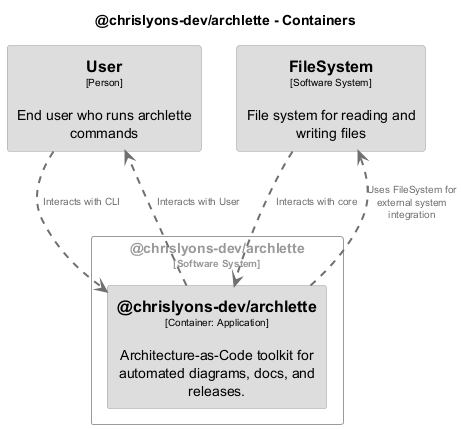 @chrislyons-dev/archlette - Containers
User
[Person]
End user who runs archlette
commands
FileSystem
[Software System]
File system for reading and
writing files
Interacts with CLI
Interacts with User
Interacts with core
Uses FileSystem for
external system
integration
@chrislyons-dev/archlette
[Software System]
@chrislyons-dev/archlette
[Container: Application]
Architecture-as-Code toolkit for
automated diagrams, docs, and
releases.